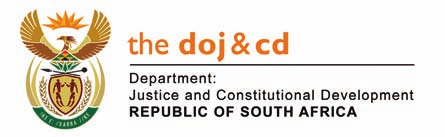 the doj&cd
Department:
Justice and Constitutional Development
REPUBLIC OF SOUTH AFRICA